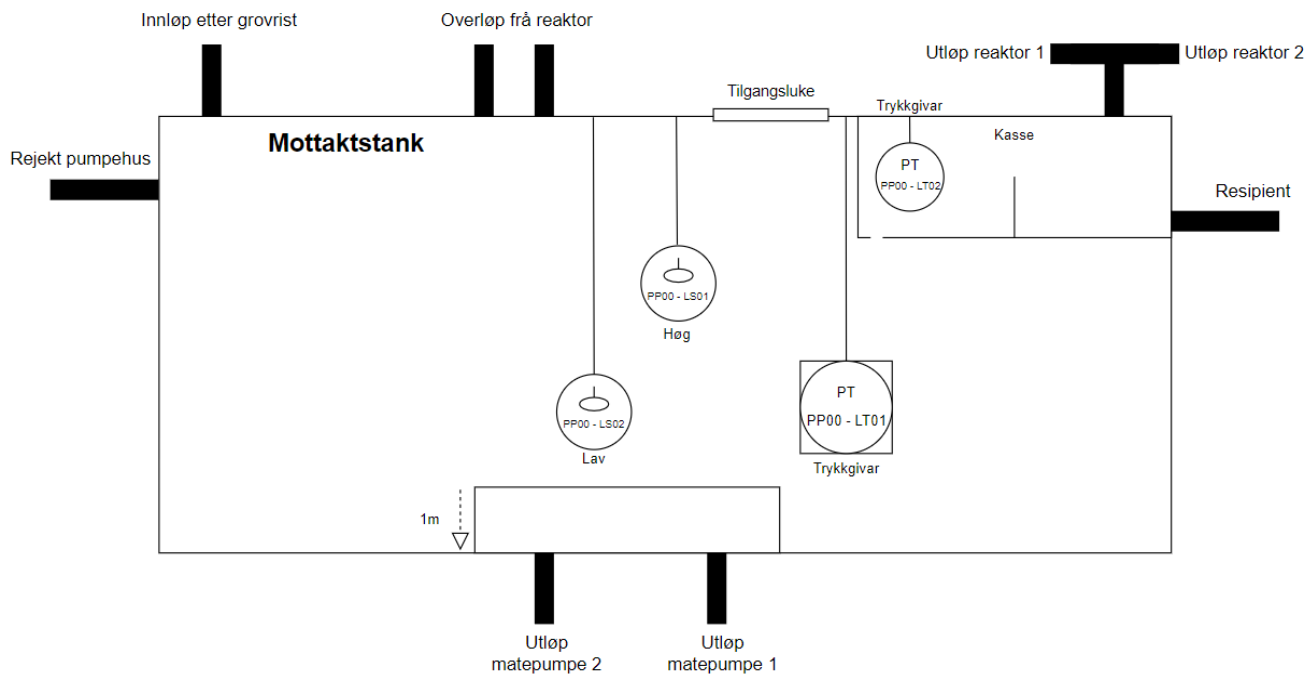 Innløp etter grovrist
Overløp frå reaktor
Utløp reaktor 1
Utløp reaktor 2
Tilgangsluke
Trykkgivar
Kasse
Mottaktstank
Rejekt pumpehus
PT
PP00 - LT02
Resipient
PP00 - LS01
Høg
PT
PP00 - LT01
PP00 - LS02
Lav
Trykkgivar
1m
Utløp
matepumpe 2
Utløp
matepumpe 1